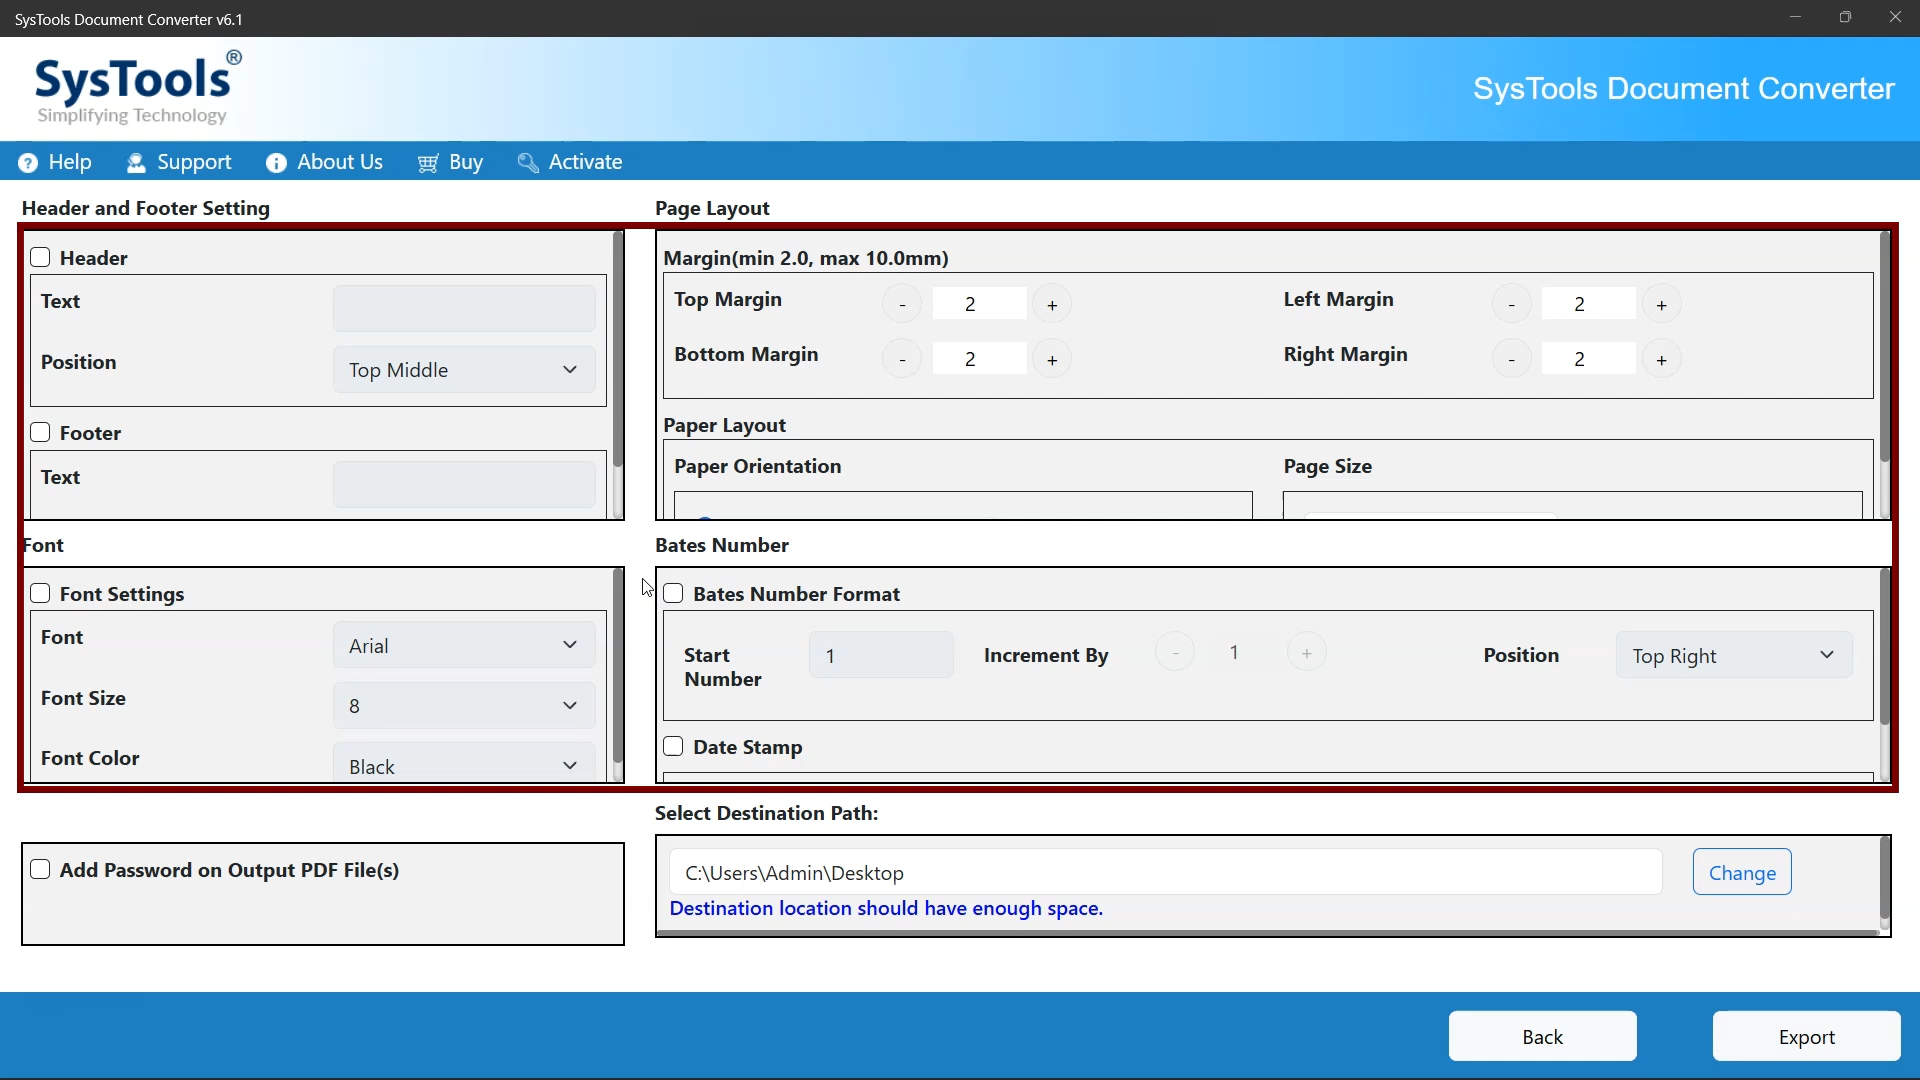 SysTools Document Converter v6.1
SysTools®
Simplifying Technology
SysTools Document Converter
Help Support About Us Buy Activate
Header and Footer Setting
Header
Text
Position Top Middle
Footer
Text
Page Layout
Margin(min 2.0, max 10.0mm)
Top Margin - 2 + Left Margin - 2 +
Bottom Margin - 2 + Right Margin - 2 +
Paper Layout
Paper Orientation Page Size
Font
Font Settings
Font Arial
Font Size 8
Font Color Black
Bates Number
Bates Number Format
Start Number 1 Increment By - 1 + Position Top Right
Date Stamp
Add Password on Output PDF File(s)
Select Destination Path:
C:\Users\Admin\Desktop Change
Destination location should have enough space.
Back Export